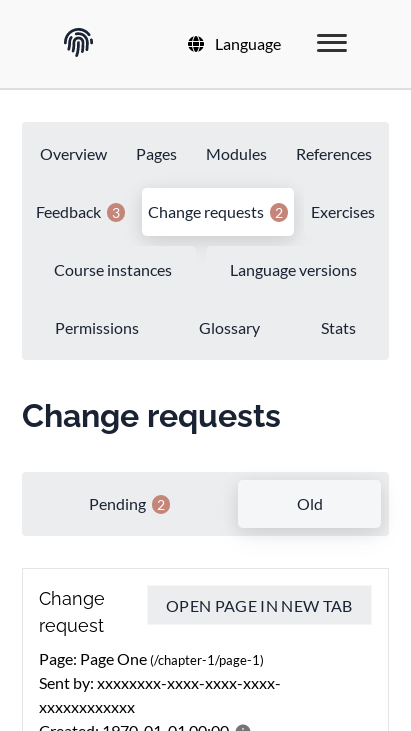 Language
Overview Pages Modules References
Feedback 3 Change requests 2 Exercises
Course instances Language versions
Permissions Glossary Stats
Change requests
Pending 2 Old
Change request
OPEN PAGE IN NEW TAB
Page: Page One (/chapter-1/page-1)
Sent by: xxxxxxxx-xxxx-xxxx-xxxx-
xxxxxxxxxxxx
Created: 1970-01-01 00:00